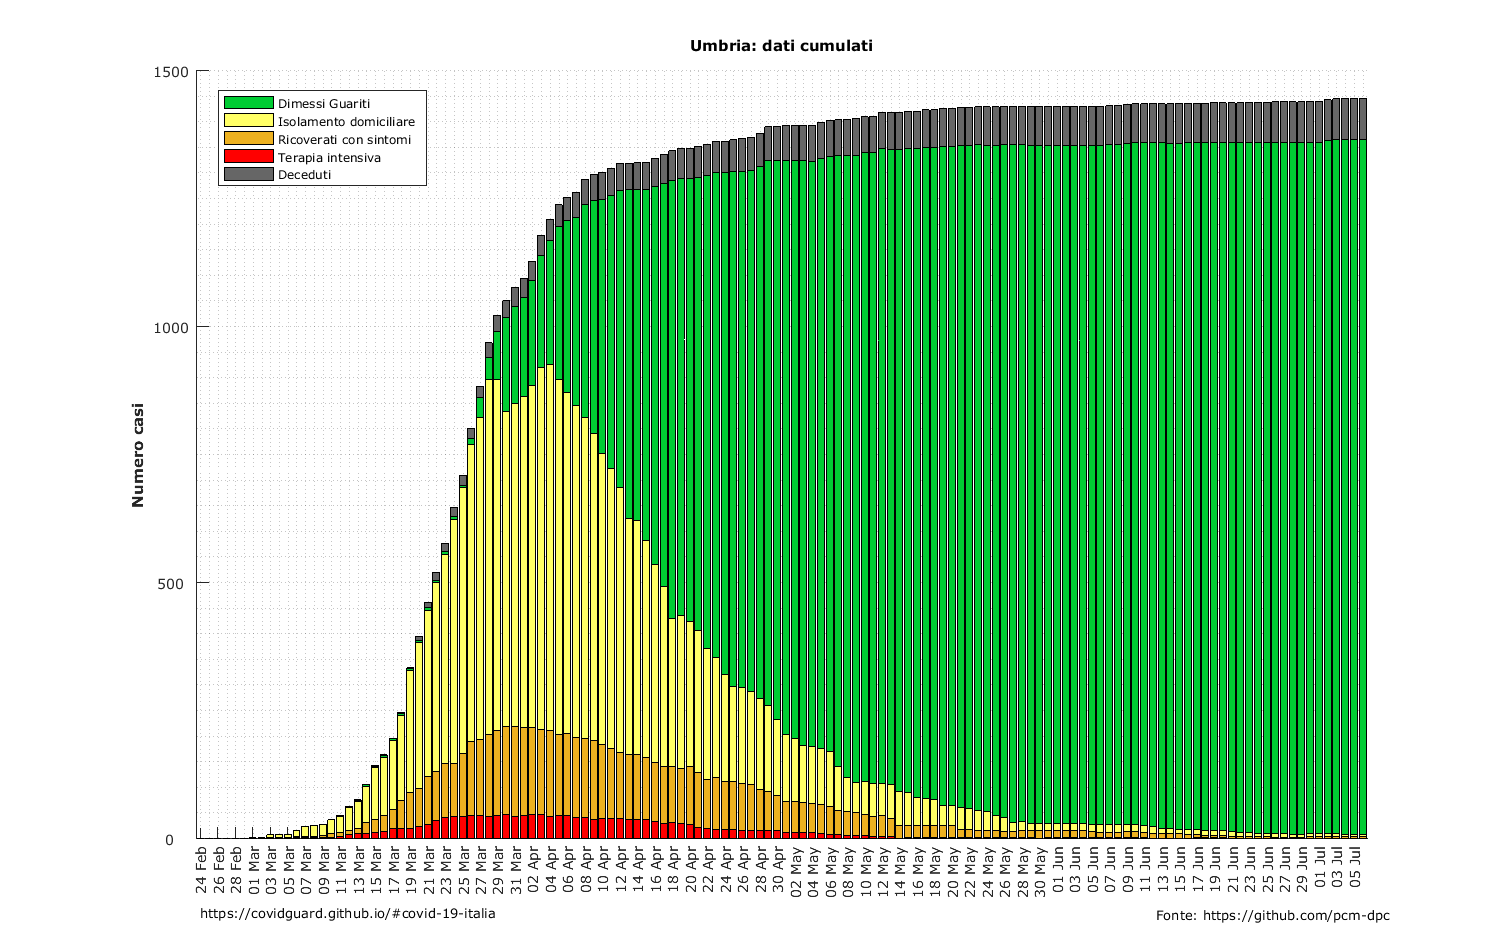 Umbria: dati cumulati
1500
1000
500
0
Numero casi
Dimessi Guariti
Isolamento domiciliare
Ricoverati con sintomi
Terapia intensiva
Deceduti
24 Feb
26 Feb
28 Feb
01 Mar
03 Mar
05 Mar
07 Mar
09 Mar
11 Mar
13 Mar
15 Mar
17 Mar
19 Mar
21 Mar
23 Mar
25 Mar
27 Mar
29 Mar
31 Mar
02 Apr
04 Apr
06 Apr
08 Apr
10 Apr
12 Apr
14 Apr
16 Apr
18 Apr
20 Apr
22 Apr
24 Apr
26 Apr
28 Apr
30 Apr
02 May
04 May
06 May
08 May
10 May
12 May
14 May
16 May
18 May
20 May
22 May
24 May
26 May
28 May
30 May
01 Jun
03 Jun
05 Jun
07 Jun
09 Jun
11 Jun
13 Jun
15 Jun
17 Jun
19 Jun
21 Jun
23 Jun
25 Jun
27 Jun
29 Jun
01 Jul
03 Jul
05 Jul
https://covidguard.github.io/#covid-19-italia
Fonte: https://github.com/pcm-dpc